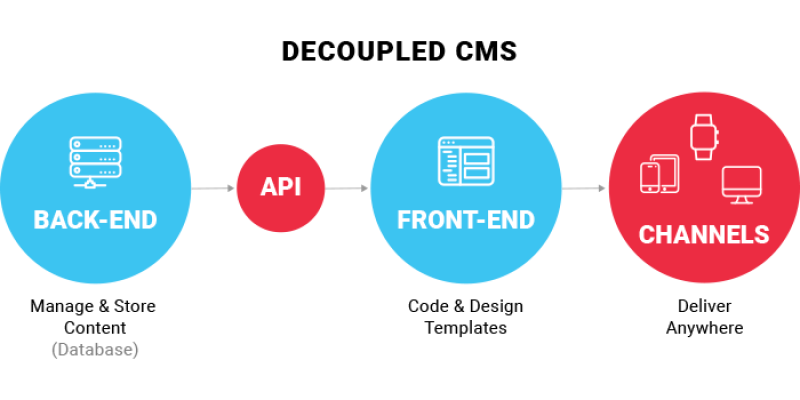 DECOUPLED CMS
BACK-END
API
FRONT-END
CHANNELS
Manage & Store
Content
(Database)
Code & Design
Templates
Deliver
Anywhere